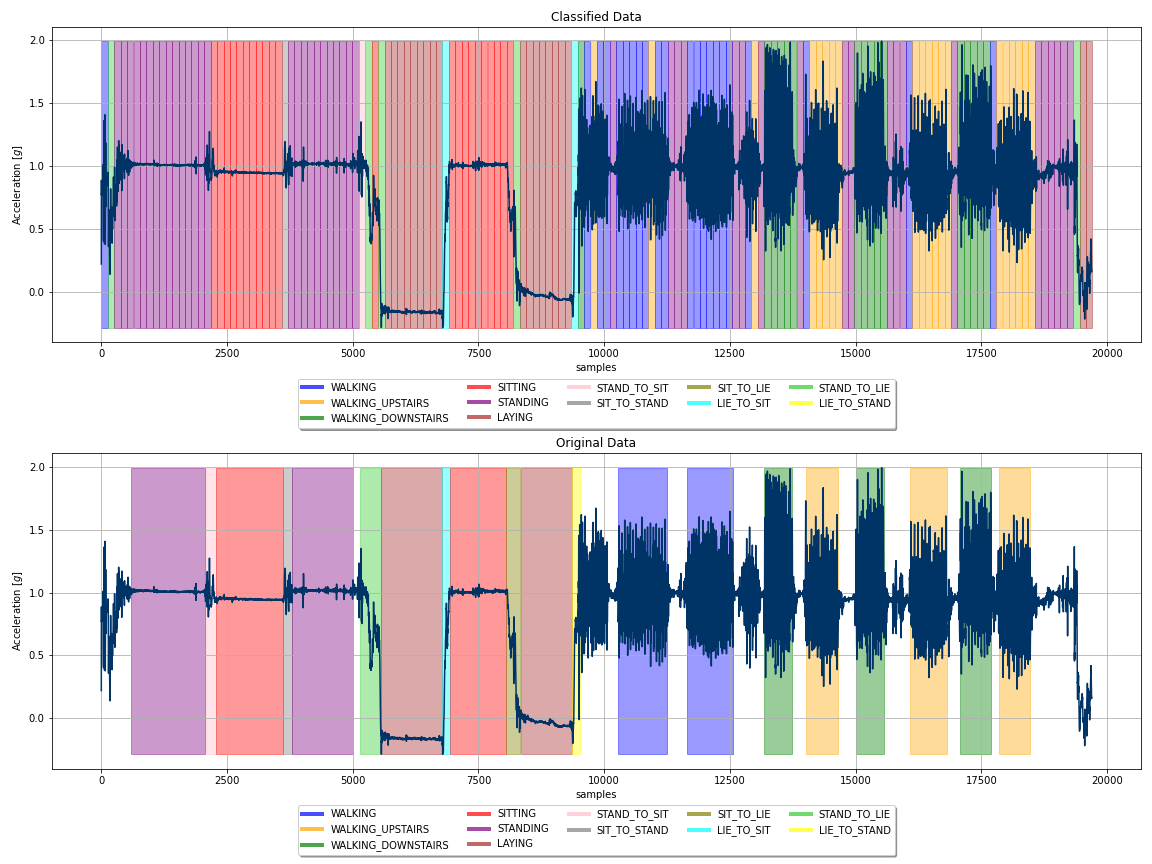 Classified Data
2.0
1.5
1.0
0.5
0.0
Acceleration [g]
0 2500 5000 7500 10000 12500 15000 17500 20000
samples
WALKING SITTING STAND_TO_SIT SIT_TO_LIE STAND_TO_LIE
WALKING_UPSTAIRS STANDING SIT_TO_STAND LIE_TO_SIT LIE_TO_STAND
WALKING_DOWNSTAIRS LAYING
Original Data
2.0
1.5
1.0
0.5
0.0
Acceleration [g]
0 2500 5000 7500 10000 12500 15000 17500 20000
samples
WALKING SITTING STAND_TO_SIT SIT_TO_LIE STAND_TO_LIE
WALKING_UPSTAIRS STANDING SIT_TO_STAND LIE_TO_SIT LIE_TO_STAND
WALKING_DOWNSTAIRS LAYING